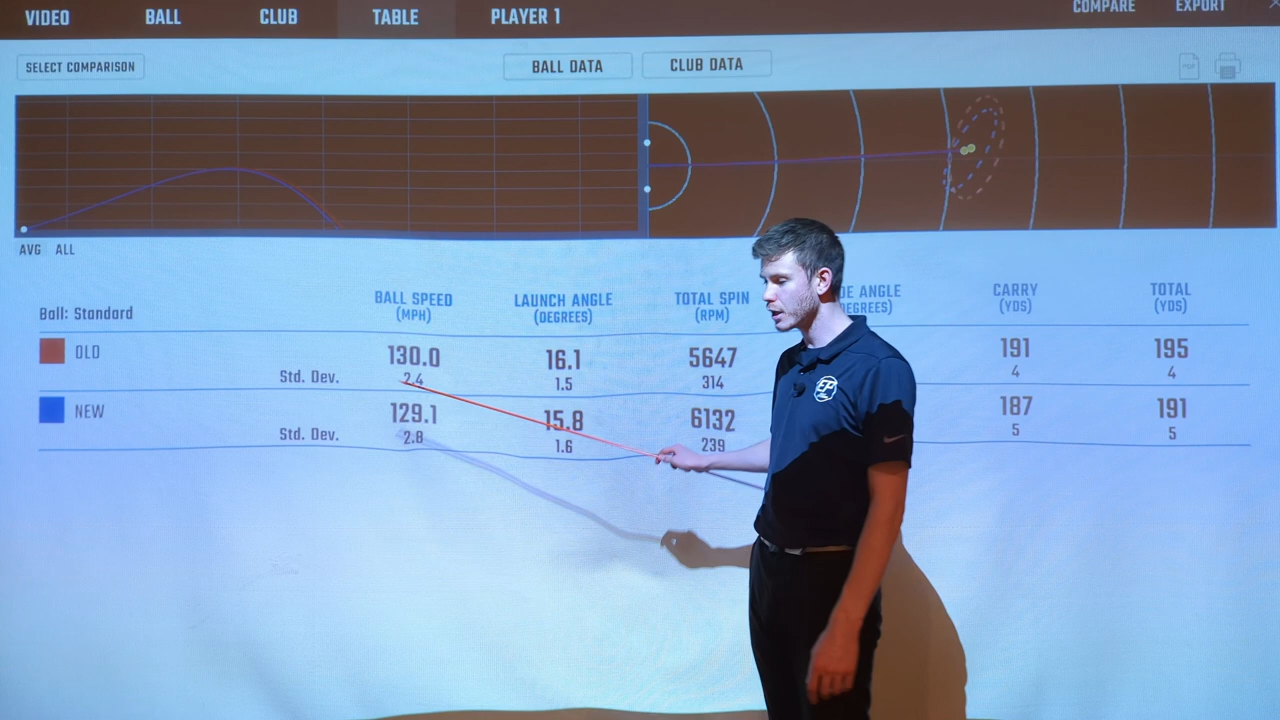 VIDEO BALL CLUB TABLE PLAYER 1 COMPARE EXPORT
SELECT COMPARISON BALL DATA CLUB DATA
PDF
AVG ALL
Ball: Standard BALL SPEED (MPH) LAUNCH ANGLE (DEGREES) TOTAL SPIN (RPM) ANGLE CARRY (YDS) TOTAL (YDS)
OLD 130.0 16.1 5647 191 195
Std. Dev. 2.4 1.5 314 4 4
NEW 129.1 15.8 6132 187 191
Std. Dev. 2.8 1.6 239 5 5
EP